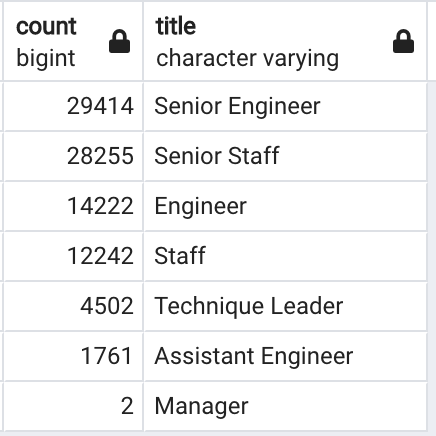 count title
bigint character varying
29414 Senior Engineer
28255 Senior Staff
14222 Engineer
12242 Staff
4502 Technique Leader
1761 Assistant Engineer
2 Manager